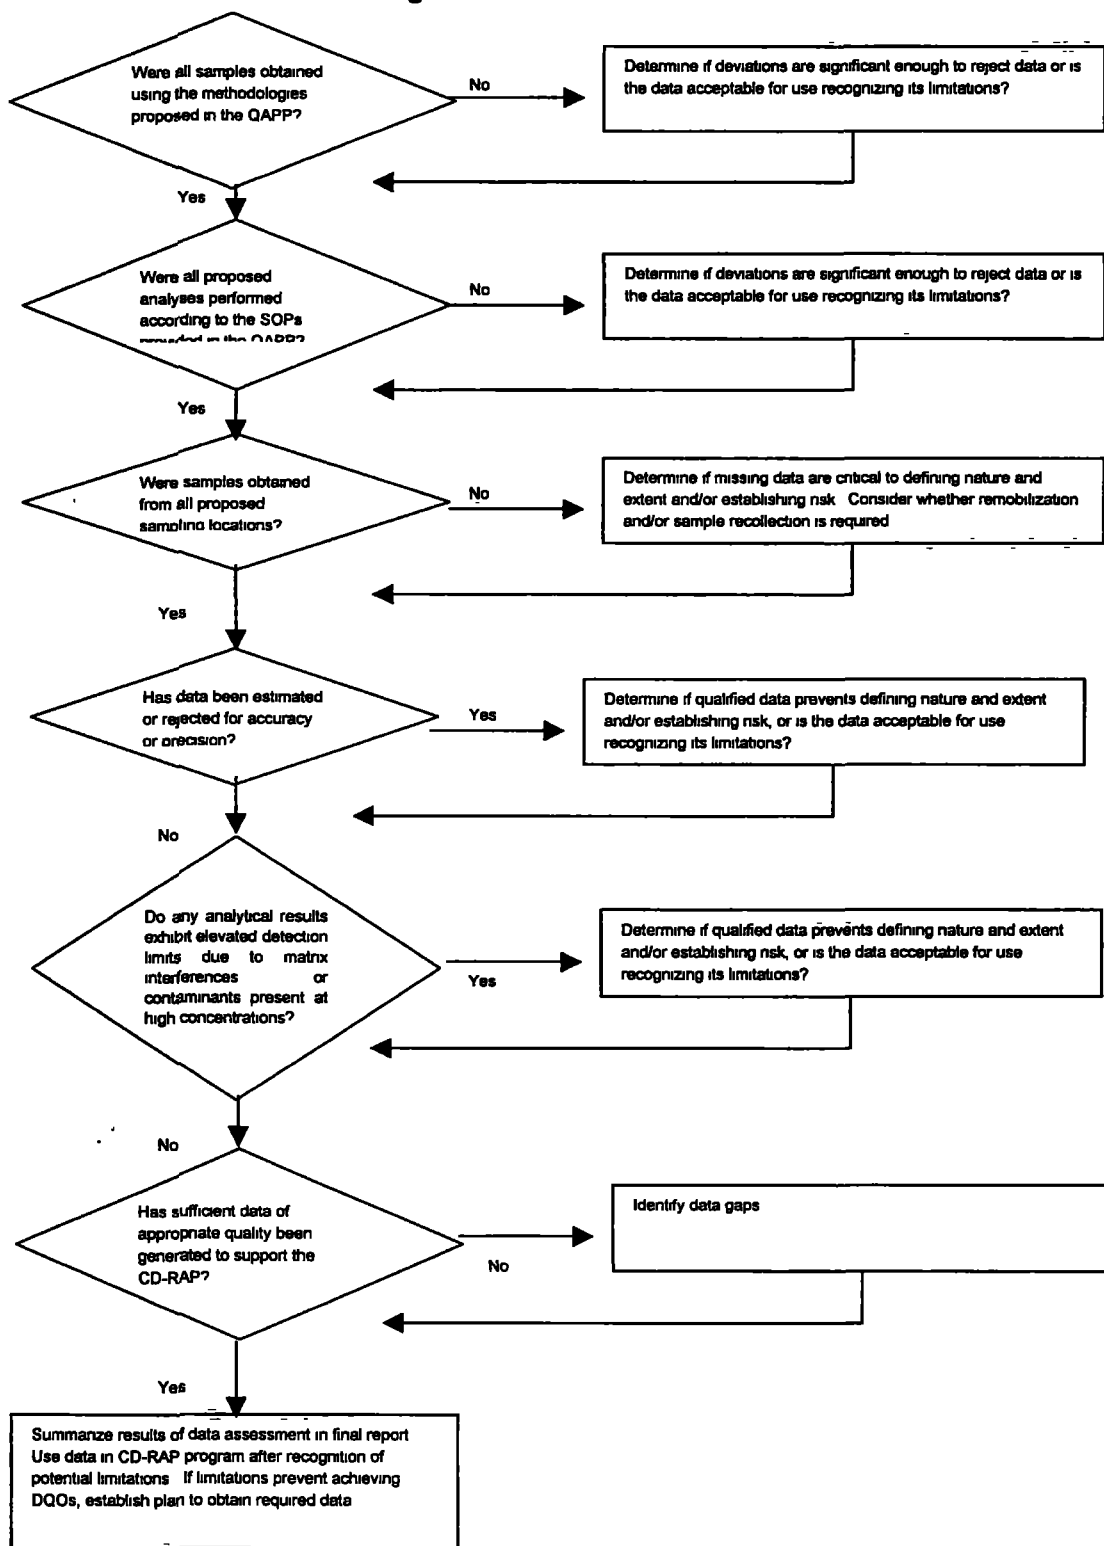 Were all samples obtained
using the methodologies
proposed in the QAPP?
No
Determine if deviations are significant enough to reject data or is
the data acceptable for use recognizing its limitations?
Yes
Were all proposed
analyses performed
according to the SOPs
provided in the QAPP?
No
Determine if deviations are significant enough to reject data or is
the data acceptable for use recognizing its limitations?
Yes
Were samples obtained
from all proposed
sampling locations?
No
Determine if missing data are critical to defining nature and
extent and/or establishing risk Consider whether remobilization
and/or sample recollection is required
Yes
Has data been estimated
or rejected for accuracy
or precision?
Yes
Determine if qualified data prevents defining nature and extent
and/or establishing risk, or is the data acceptable for use
recognizing its limitations?
No
Do any analytical results
exhibit elevated detection
limits due to matrix
interferences or
contaminants present at
high concentrations?
Yes
Determine if qualified data prevents defining nature and extent
and/or establishing risk, or is the data acceptable for use
recognizing its limitations?
No
Has sufficient data of
appropriate quality been
generated to support the
CD-RAP?
No
Identify data gaps
Yes
Summarize results of data assessment in final report
Use data in CD-RAP program after recognition of
potential limitations If limitations prevent achieving
DQOs, establish plan to obtain required data